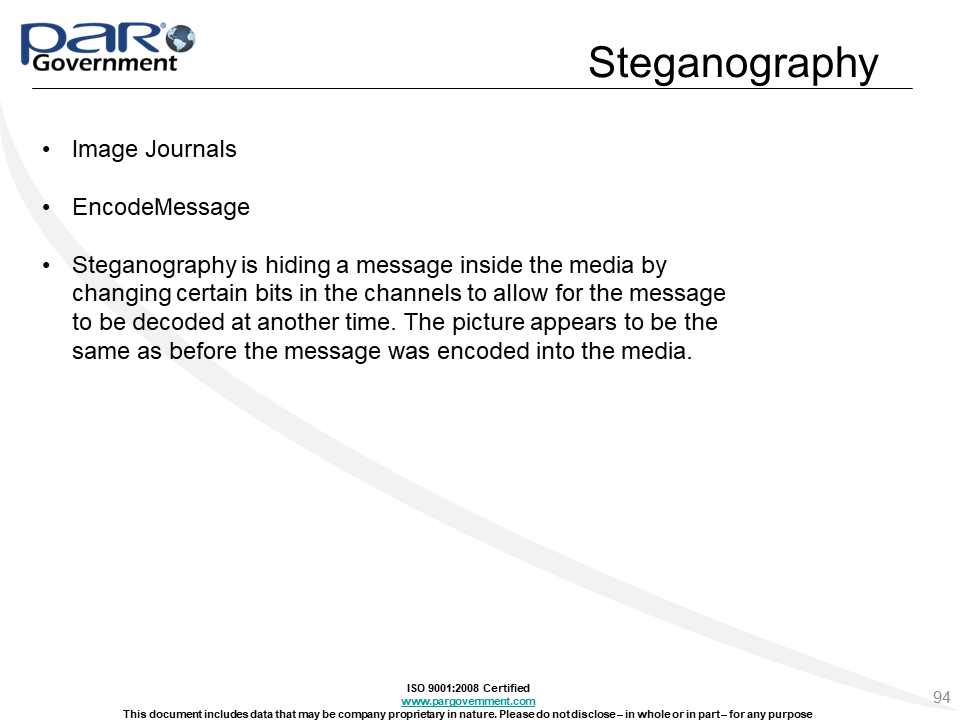 PAR® Government
Steganography
• Image Journals
• EncodeMessage
• Steganography is hiding a message inside the media by
changing certain bits in the channels to allow for the message
to be decoded at another time. The picture appears to be the
same as before the message was encoded into the media.
ISO 9001:2008 Certified
www.pargovernment.com
This document includes data that may be company proprietary in nature. Please do not disclose – in whole or in part – for any purpose
94